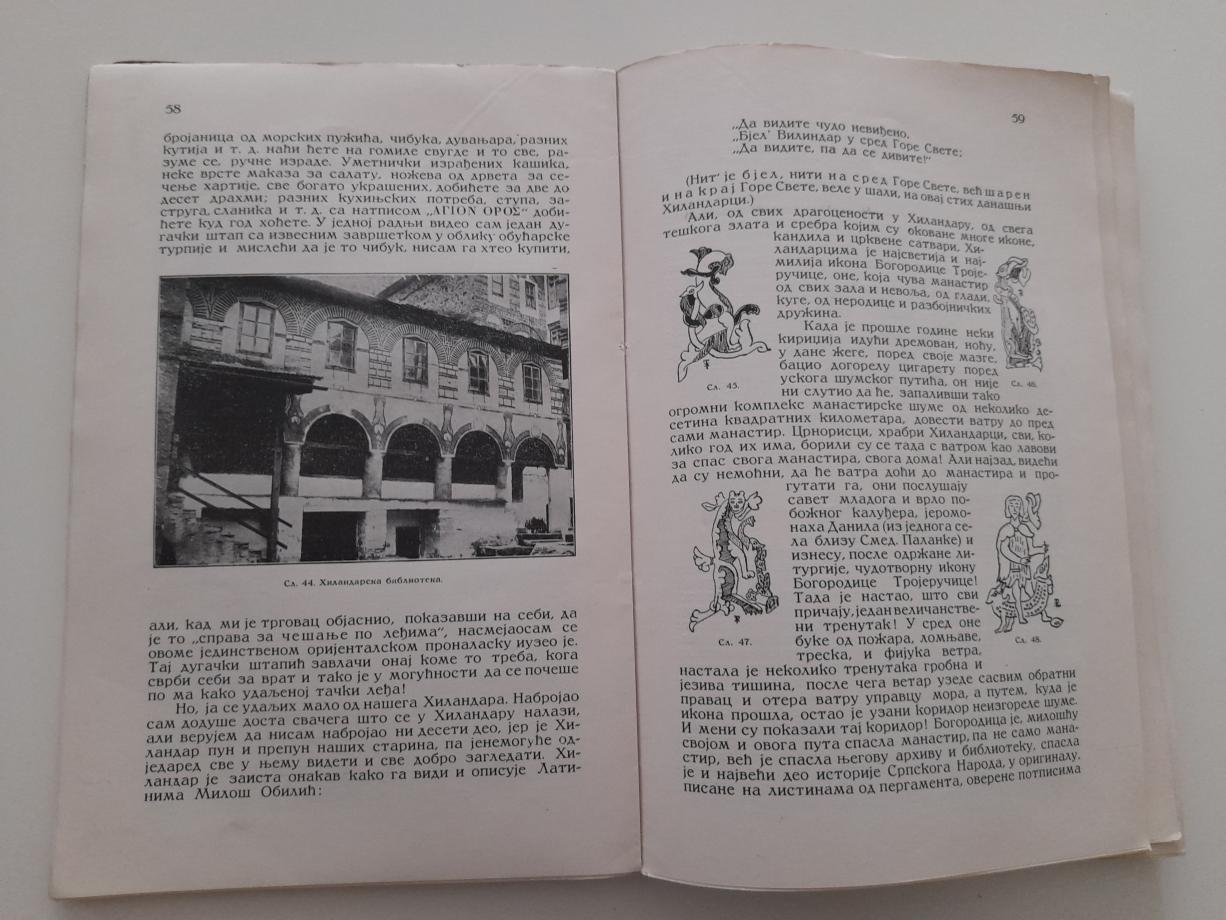 58
бројаница од морских пужића, чибука, дувањара, разних
кутија и т. д. наћи ћете на гомиле свугде и то све, ра-
зуме се, ручне израде. Уметнички израђених кашика,
неке врсте маказа за салату, ножева од дрвета за се-
чење хартије, све богато украшених, добићете за две до
десет драхми; разних кухињских потреба, ступа, за-
струга, сланика и т. д. са натписом „ΑΓΙΟΝ ΟΡΟΣ“ доби-
ћете куд год хоћете. У једној радњи видео сам један ду-
гачки штап са извесним завршетком у облику обућарске
турпије и мислећи да је то чибук, нисам га хтео купити,
Сл. 44. Хиландарска библиотека.
али, кад ми је трговац објаснио, показавши на себи, да
је то „справа за чешање по леђима“, насмејаосам се
овоме јединственом оријенталском проналаску иузео је.
Тај дугачки штапић завлачи онај коме то треба, кога
сврби себи за врат и тако је у могућности да се почеше
по ма како удаљеној тачки леђа!
Но, ја се удаљих мало од нашега Хиландара. Набројао
сам додуше доста свачега што се у Хиландару налази,
али верујем да нисам набројао ни десети део, јер је Хи-
ландар пун и препун наших старина, па јенемогуће од-
једаред све у њему видети и све добро загледати. Хи-
ландар је заиста онакав како га види и описује Лати-
нима Милош Обилић:
59
„Да видите чудо невиђено,
„Бјел’ Вилиндар у сред Горе Свете;
„Да видите, па да се дивите!“
(Нит’ је бјел, нити на сред Горе Свете, већ шарен
и на крај Горе Свете, веле у шали, на овај стих данашњи
Хиландарци.)
Али, од свих драгоцености у Хиландару, од свега
тешкога злата и сребра којим су оковане многе иконе,
кандила и црквене сатвари, Хи-
ландарцима је најсветија и нај-
милија икона Богородице Троје-
ручице, оне, која чува манастир
од свих зала и невоља, од глади,
куге, од неродице и разбојничких
дружина.
Када је прошле године неки
кириџија идући дремован, ноћу,
у дане жеге, поред своје мазге,
бацио догорелу цигарету поред
ускога шумског путића, он није
ни слутио да ће, запаливши тако
Сл. 45.
Сл. 46.
огромни комплекс манастирске шуме од неколико де-
сетина квадратних километара, довести ватру до пред
сами манастир. Црнорисци, храбри Хиландарци, сви, ко-
лико год их има, борили су се тада с ватром као лавови
за спас свога манастира, свога дома! Али најзад, видећи
да су немоћни, да ће ватра доћи до манастира и про-
гутати га, они послушају
савет младога и врло по-
божног калуђера, јеромо-
наха Данила (из једнога се-
ла близу Смед. Паланке) и
изнесу, после одржане ли-
тургије, чудотворну икону
Богородице Тројеручице!
Тада је настао, што сви
причају, један величанстве-
ни тренутак! У сред оне
буке од пожара, ломњаве,
треска, и фијука ветра,
Сл. 47.
Сл. 48.
настала је неколико тренутака гробна и
језива тишина, после чега ветар узеде сасвим обратни
правац и отера ватру управцу мора, а путем, куда је
икона прошла, остао је узани коридор неизгореле шуме.
И мени су показали тај коридор! Богородица је, милошћу
својом и овога пута спасла манастир, па не само мана-
стир, већ је спасла његову архиву и библиотеку, спасла
је и највећи део историје Српскога Народа, у оригиналу,
писане на листинама од пергамента, оверене потписима